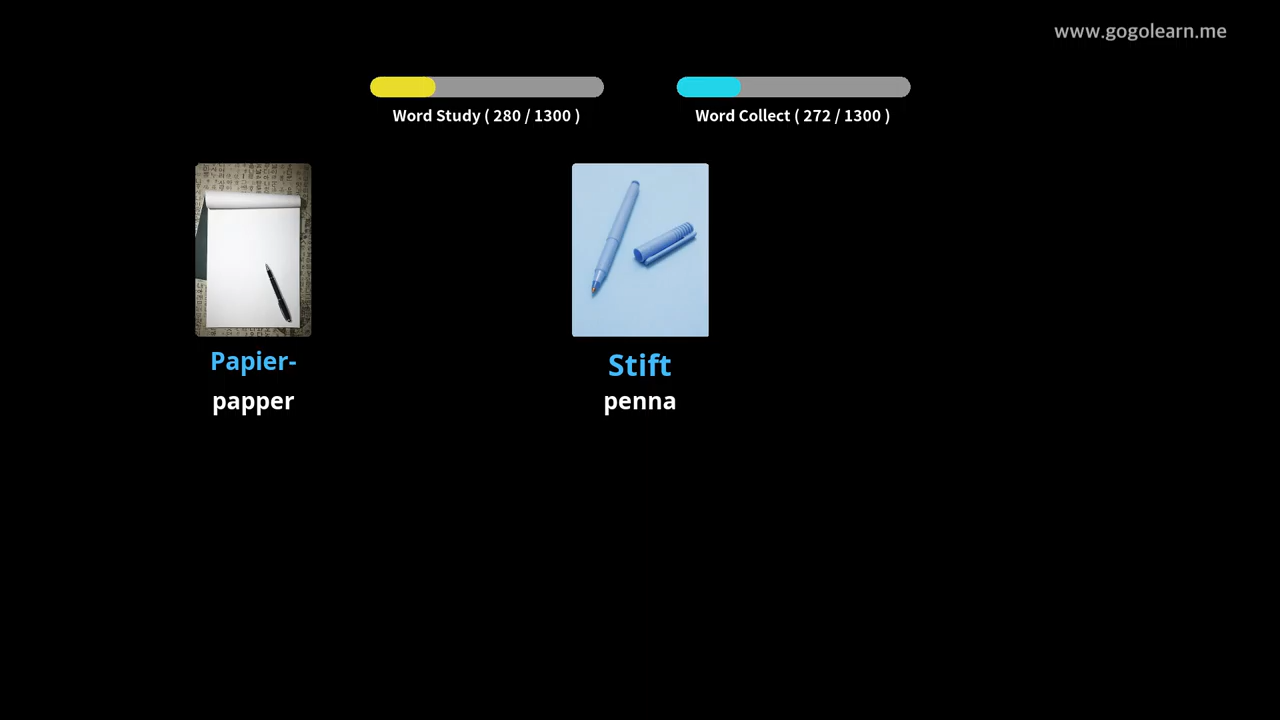 www.gogolearn.me
Word Study ( 280 / 1300 )
Word Collect ( 272 / 1300 )
Papier-
papper
Stift
penna